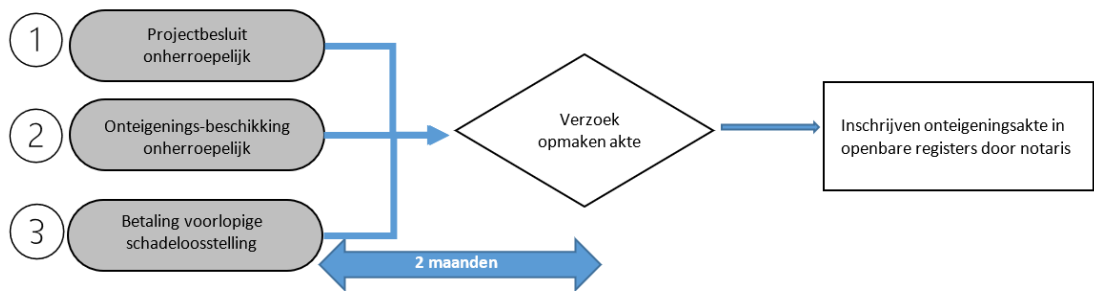 1
Projectbesluit
onherroepelijk
2
Onteigenings-beschikking
onherroepelijk
3
Betaling voorlopige
schadeloosstelling
2 maanden
Verzoek
opmaken akte
Inschrijven onteigeningsakte in
openbare registers door notaris